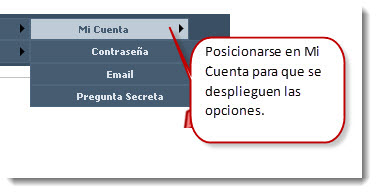 Mi Cuenta
Contraseña
Email
Pregunta Secreta
Posicionarse en Mi
Cuenta para que se
desplieguen las
opciones.